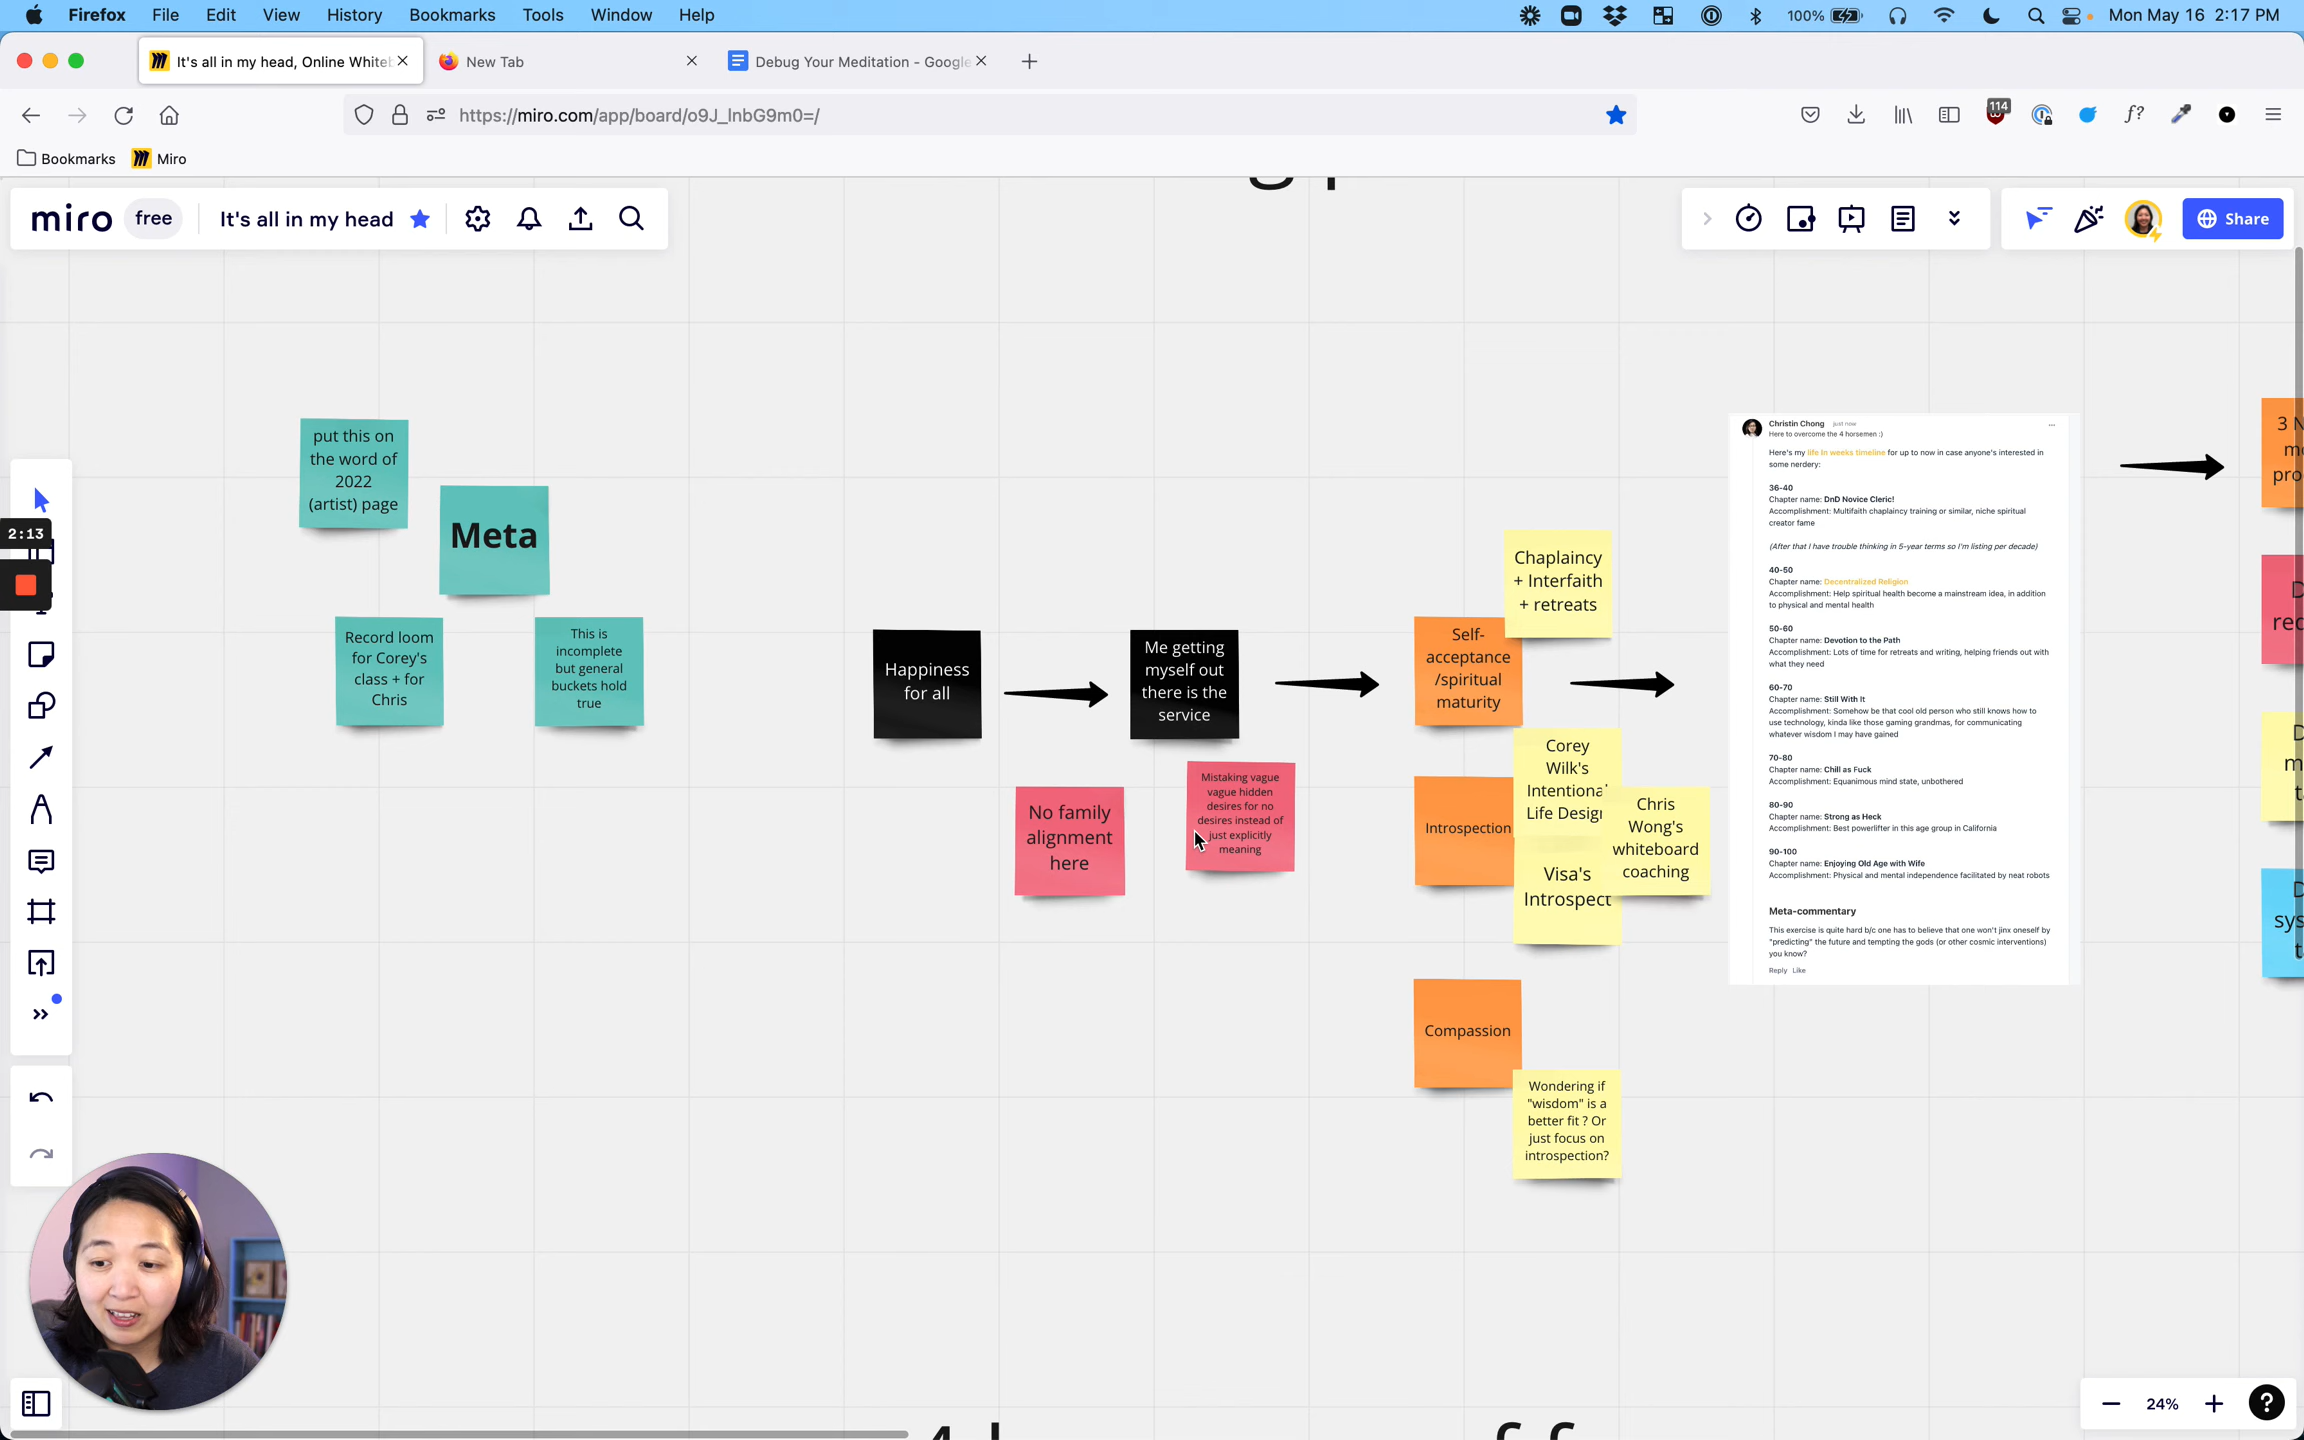 Firefox File Edit View History Bookmarks Tools Window Help
100% Mon May 16 2:17 PM
It's all in my head, Online White
New Tab
Debug Your Meditation - Google
https://miro.com/app/board/o9J_lnbG9m0=/
114
Bookmarks Miro
miro free It's all in my head
Share
2:13
put this on
the word of
2022
(artist) page
Meta
Record loom
for Corey's
class + for
Chris
This is
incomplete
but general
buckets hold
true
Happiness
for all
Me getting
myself out
there is the
service
No family
alignment
here
Mistaking vague
vague hidden
desires for no
desires instead of
just explicitly
meaning
Chaplaincy
+ Interfaith
+ retreats
Self-
acceptance
/spiritual
maturity
Introspection
Corey
Wilk's
Intentional
Life Design
Chris
Wong's
whiteboard
coaching
Visa's
Introspect
Compassion
Wondering if
"wisdom" is a
better fit ? Or
just focus on
introspection?
Christin Chong just now
Here to overcome the 4 horsemen :)
Here's my life in weeks timeline for up to now in case anyone's interested in
some nerdery:
36-40
Chapter name: DnD Novice Cleric!
Accomplishment: Multifaith chaplaincy training or similar, niche spiritual
creator fame
(After that I have trouble thinking in 5-year terms so I'm listing per decade)
40-50
Chapter name: Decentralized Religion
Accomplishment: Help spiritual health become a mainstream idea, in addition
to physical and mental health
50-60
Chapter name: Devotion to the Path
Accomplishment: Lots of time for retreats and writing, helping friends out with
what they need
60-70
Chapter name: Still With It
Accomplishment: Somehow be that cool old person who still knows how to
use technology, kinda like those gaming grandmas, for communicating
whatever wisdom I may have gained
70-80
Chapter name: Chill as Fuck
Accomplishment: Equanimous mind state, unbothered
80-90
Chapter name: Strong as Heck
Accomplishment: Best powerlifter in this age group in California
90-100
Chapter name: Enjoying Old Age with Wife
Accomplishment: Physical and mental independence facilitated by neat robots
Meta-commentary
This exercise is quite hard b/c one has to believe that one won't jinx oneself by
"predicting" the future and tempting the gods (or other cosmic interventions)
you know?
Reply Like
24%